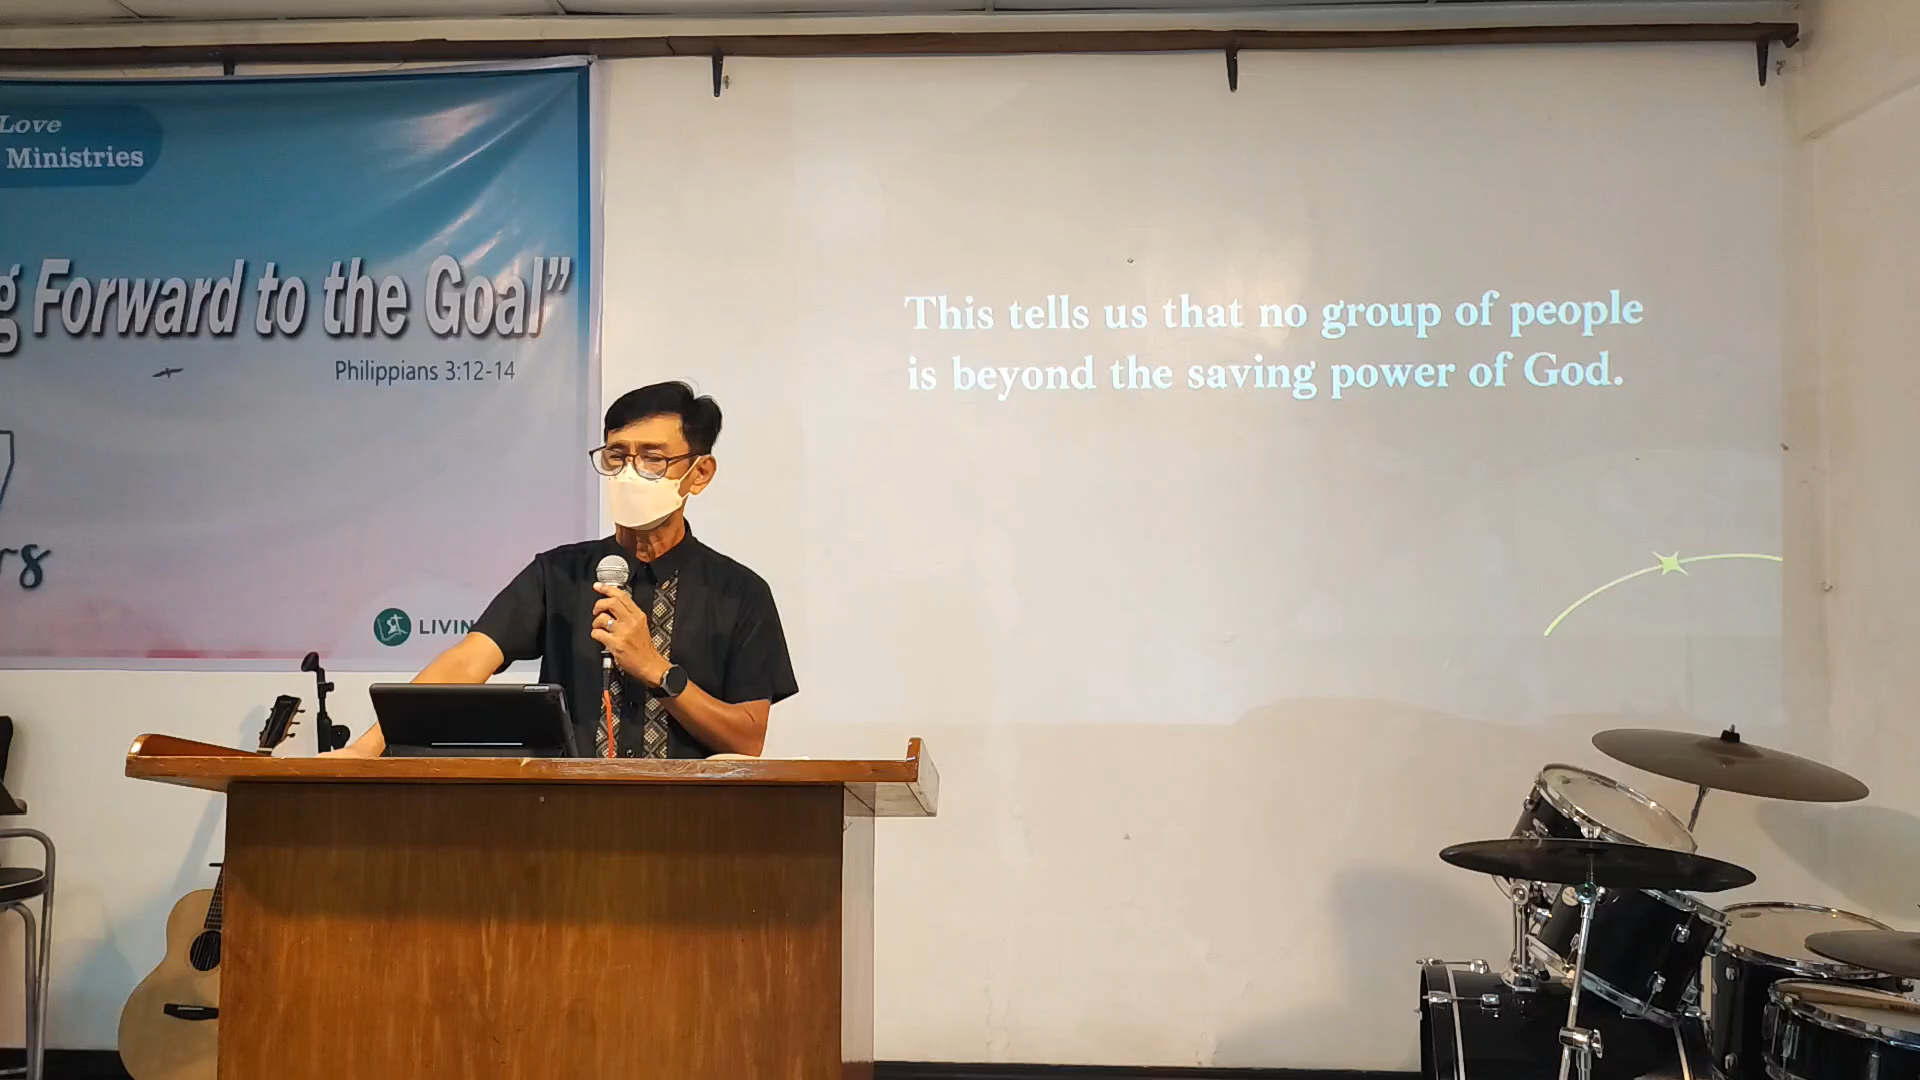 Love
Ministries
g Forward to the Goal”
Philippians 3:12-14
rs
LIVIN
This tells us that no group of people
is beyond the saving power of God.